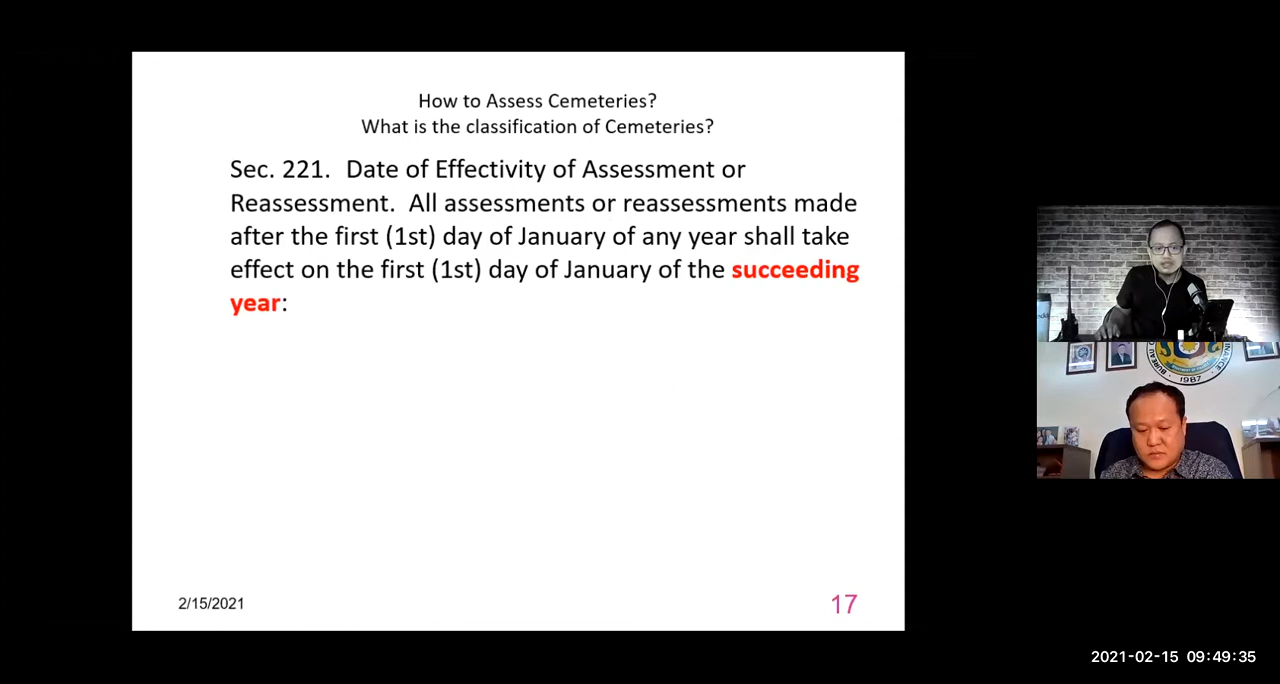 How to Assess Cemeteries?
What is the classification of Cemeteries?
Sec. 221.  Date of Effectivity of Assessment or
Reassessment.  All assessments or reassessments made
after the first (1st) day of January of any year shall take
effect on the first (1st) day of January of the succeeding
year:
2/15/2021
17
1987
2021-02-15 09:49:35